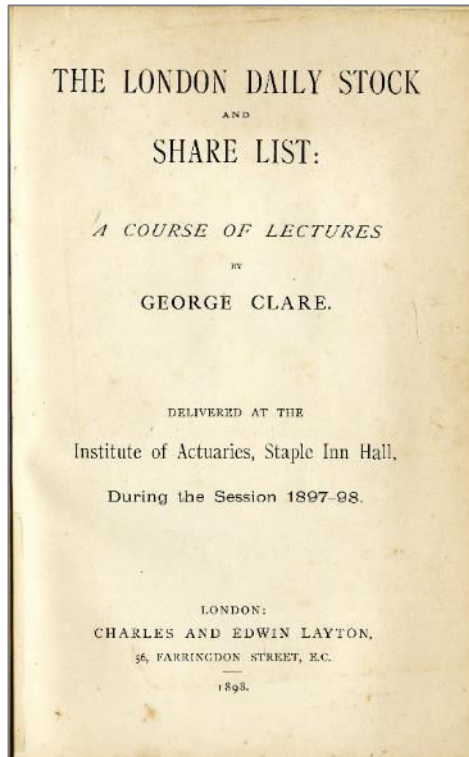 THE LONDON DAILY STOCK
AND
SHARE LIST:
A COURSE OF LECTURES
BY
GEORGE CLARE.
DELIVERED AT THE
Institute of Actuaries, Staple Inn Hall,
During the Session 1897-98.
LONDON:
CHARLES AND EDWIN LAYTON,
56, FARRINGDON STREET, E.C.
1898.